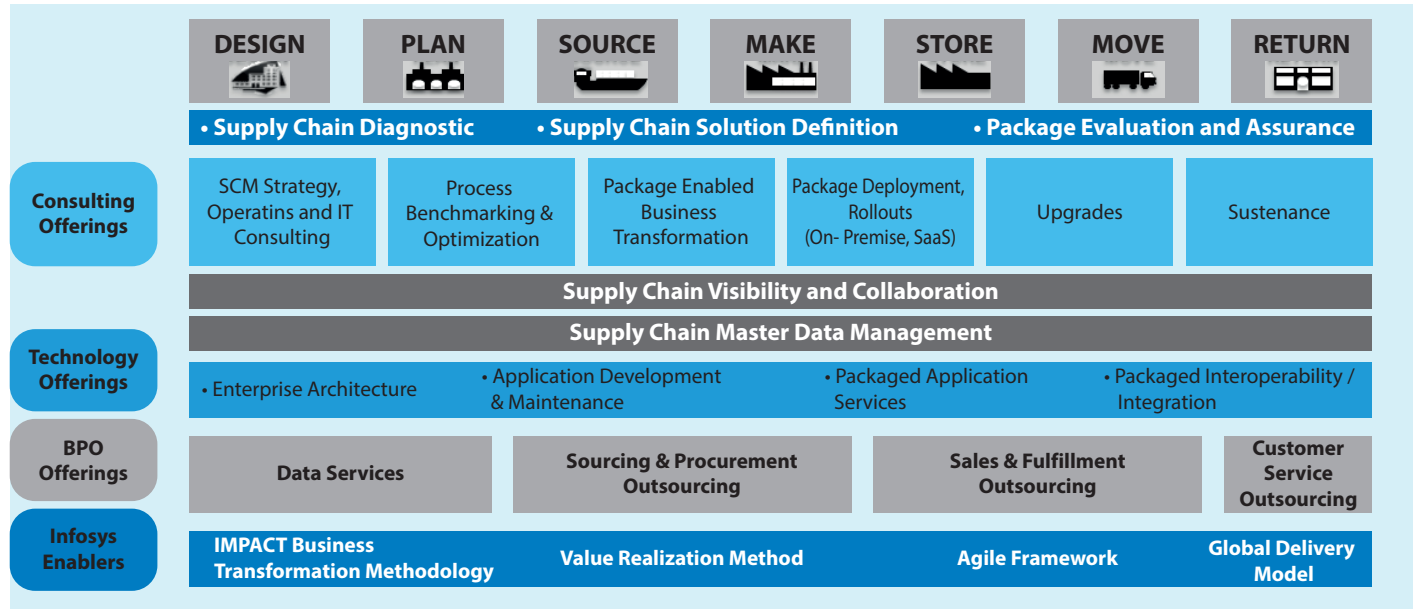 DESIGN
PLAN
SOURCE
MAKE
STORE
MOVE
RETURN
• Supply Chain Diagnostic
• Supply Chain Solution Definition
• Package Evaluation and Assurance
Consulting
Offerings
SCM Strategy,
Operatins and IT
Consulting
Process
Benchmarking &
Optimization
Package Enabled
Business
Transformation
Package Deployment,
Rollouts
(On- Premise, SaaS)
Upgrades
Sustenance
Supply Chain Visibility and Collaboration
Supply Chain Master Data Management
Technology
Offerings
• Enterprise Architecture
• Application Development
& Maintenance
• Packaged Application
Services
• Packaged Interoperability /
Integration
BPO
Offerings
Data Services
Sourcing & Procurement
Outsourcing
Sales & Fulfillment
Outsourcing
Customer
Service
Outsourcing
Infosys
Enablers
IMPACT Business
Transformation Methodology
Value Realization Method
Agile Framework
Global Delivery
Model